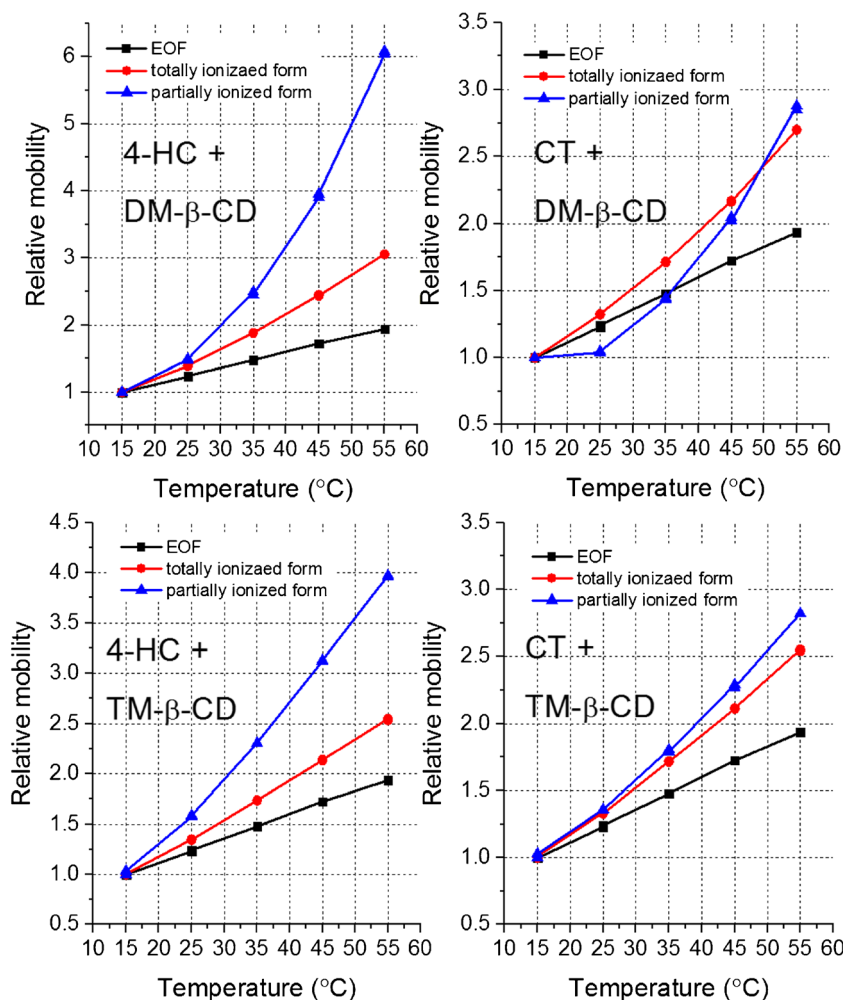 6
5
4
3
2
1
Relative mobility
EOF
totally ionizaed form
partially ionized form
4-HC +
DM-β-CD
10 15 20 25 30 35 40 45 50 55 60
Temperature (°C)
3.5
3.0
2.5
2.0
1.5
1.0
0.5
Relative mobility
EOF
totally ionizaed form
partially ionized form
CT +
DM-β-CD
10 15 20 25 30 35 40 45 50 55 60
Temperature (°C)
4.5
4.0
3.5
3.0
2.5
2.0
1.5
1.0
0.5
Relative mobility
EOF
totally ionizaed form
partially ionized form
4-HC +
TM-β-CD
10 15 20 25 30 35 40 45 50 55 60
Temperature (°C)
3.5
3.0
2.5
2.0
1.5
1.0
0.5
Relative mobility
EOF
totally ionizaed form
partially ionized form
CT +
TM-β-CD
10 15 20 25 30 35 40 45 50 55 60
Temperature (°C)